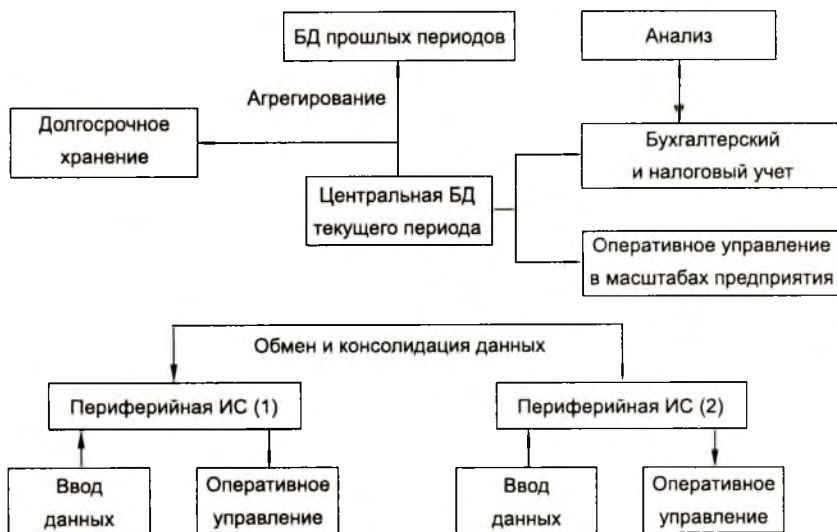 БД прошлых периодов
Анализ
Агрегирование
Долгосрочное
хранение
Бухгалтерский
и налоговый учет
Центральная БД
текущего периода
Оперативное управление
в масштабах предприятия
Обмен и консолидация данных
Периферийная ИС (1)
Периферийная ИС (2)
Ввод
данных
Оперативное
управление
Ввод
данных
Оперативное
управление